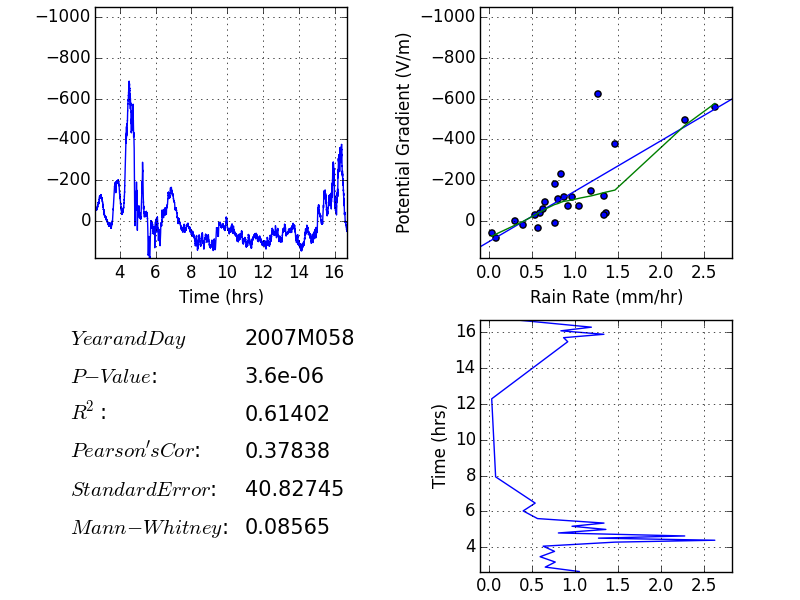 −1000
−800
−600
−400
−200
0
4 6 8 10 12 14 16
Time (hrs)
Potential Gradient (V/m)
−1000
−800
−600
−400
−200
0
0.0 0.5 1.0 1.5 2.0 2.5
Rain Rate (mm/hr)
YearandDay 2007M058
P−Value: 3.6e-06
R²: 0.61402
Pearson'sCor: 0.37838
StandardError: 40.82745
Mann−Whitney: 0.08565
Time (hrs)
16
14
12
10
8
6
4
0.0 0.5 1.0 1.5 2.0 2.5